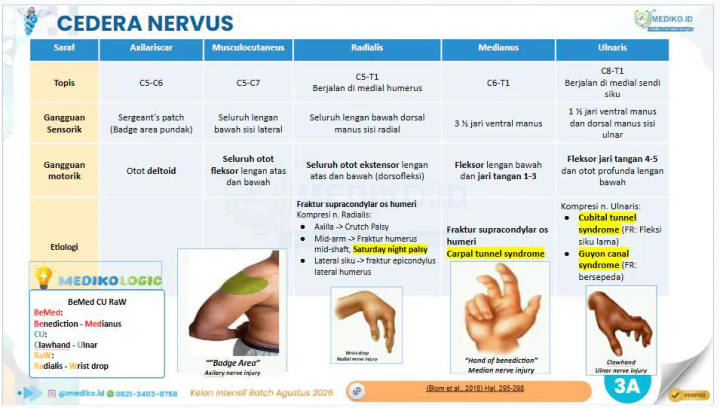 CEDERA NERVUS
MEDIKO.ID
Saraf
Axilariscar
Musculocutaneus
Radialis
Medianus
Ulnaris
Topis
C5-C6
C5-C7
C5-T1
Berjalan di medial humerus
C6-T1
C8-T1
Berjalan di medial sendi
siku
Gangguan
Sensorik
Sergeant's patch
(Badge area pundak)
Seluruh lengan
bawah sisi lateral
Seluruh lengan bawah dorsal
manus sisi radial
3 ½ jari ventral manus
1 ½ jari ventral manus
dan dorsal manus sisi
ulnar
Gangguan
motorik
Otot deltoid
Seluruh otot
fleksor lengan atas
dan bawah
Seluruh otot ekstensor lengan
atas dan bawah (dorsofleksi)
Fleksor lengan bawah
dan jari tangan 1-3
Fleksor jari tangan 4-5
dan otot profunda lengan
bawah
Etiologi
Fraktur supracondylar os humeri
Kompresi n. Radialis:
● Axilla -> Crutch Palsy
● Mid-arm -> Fraktur humerus
mid-shaft, Saturday night palsy
● Lateral siku -> fraktur epicondylus
lateral humerus
Fraktur supracondylar os
humeri
Carpal tunnel syndrome
Kompresi n. Ulnaris:
● Cubital tunnel
syndrome (FR: Fleksi
siku lama)
● Guyon canal
syndrome (FR:
bersepeda)
MEDIKOLOGIC
BeMed CU RaW
BeMed:
Benediction - Medianus
CU:
Clawhand - Ulnar
RaW:
Radialis - Wrist drop
""Badge Area"
Axilary nerve injury
Wrist-drop
Radial nerve injury
"Hand of benediction"
Median nerve injury
Clawhand
Ulnar nerve injury
@mediko.id
0821-3403-8768
Kelon Intensif Batch Agustus 2026
(Blom et al., 2018) Hal. 295-298
3A
VERIFIED